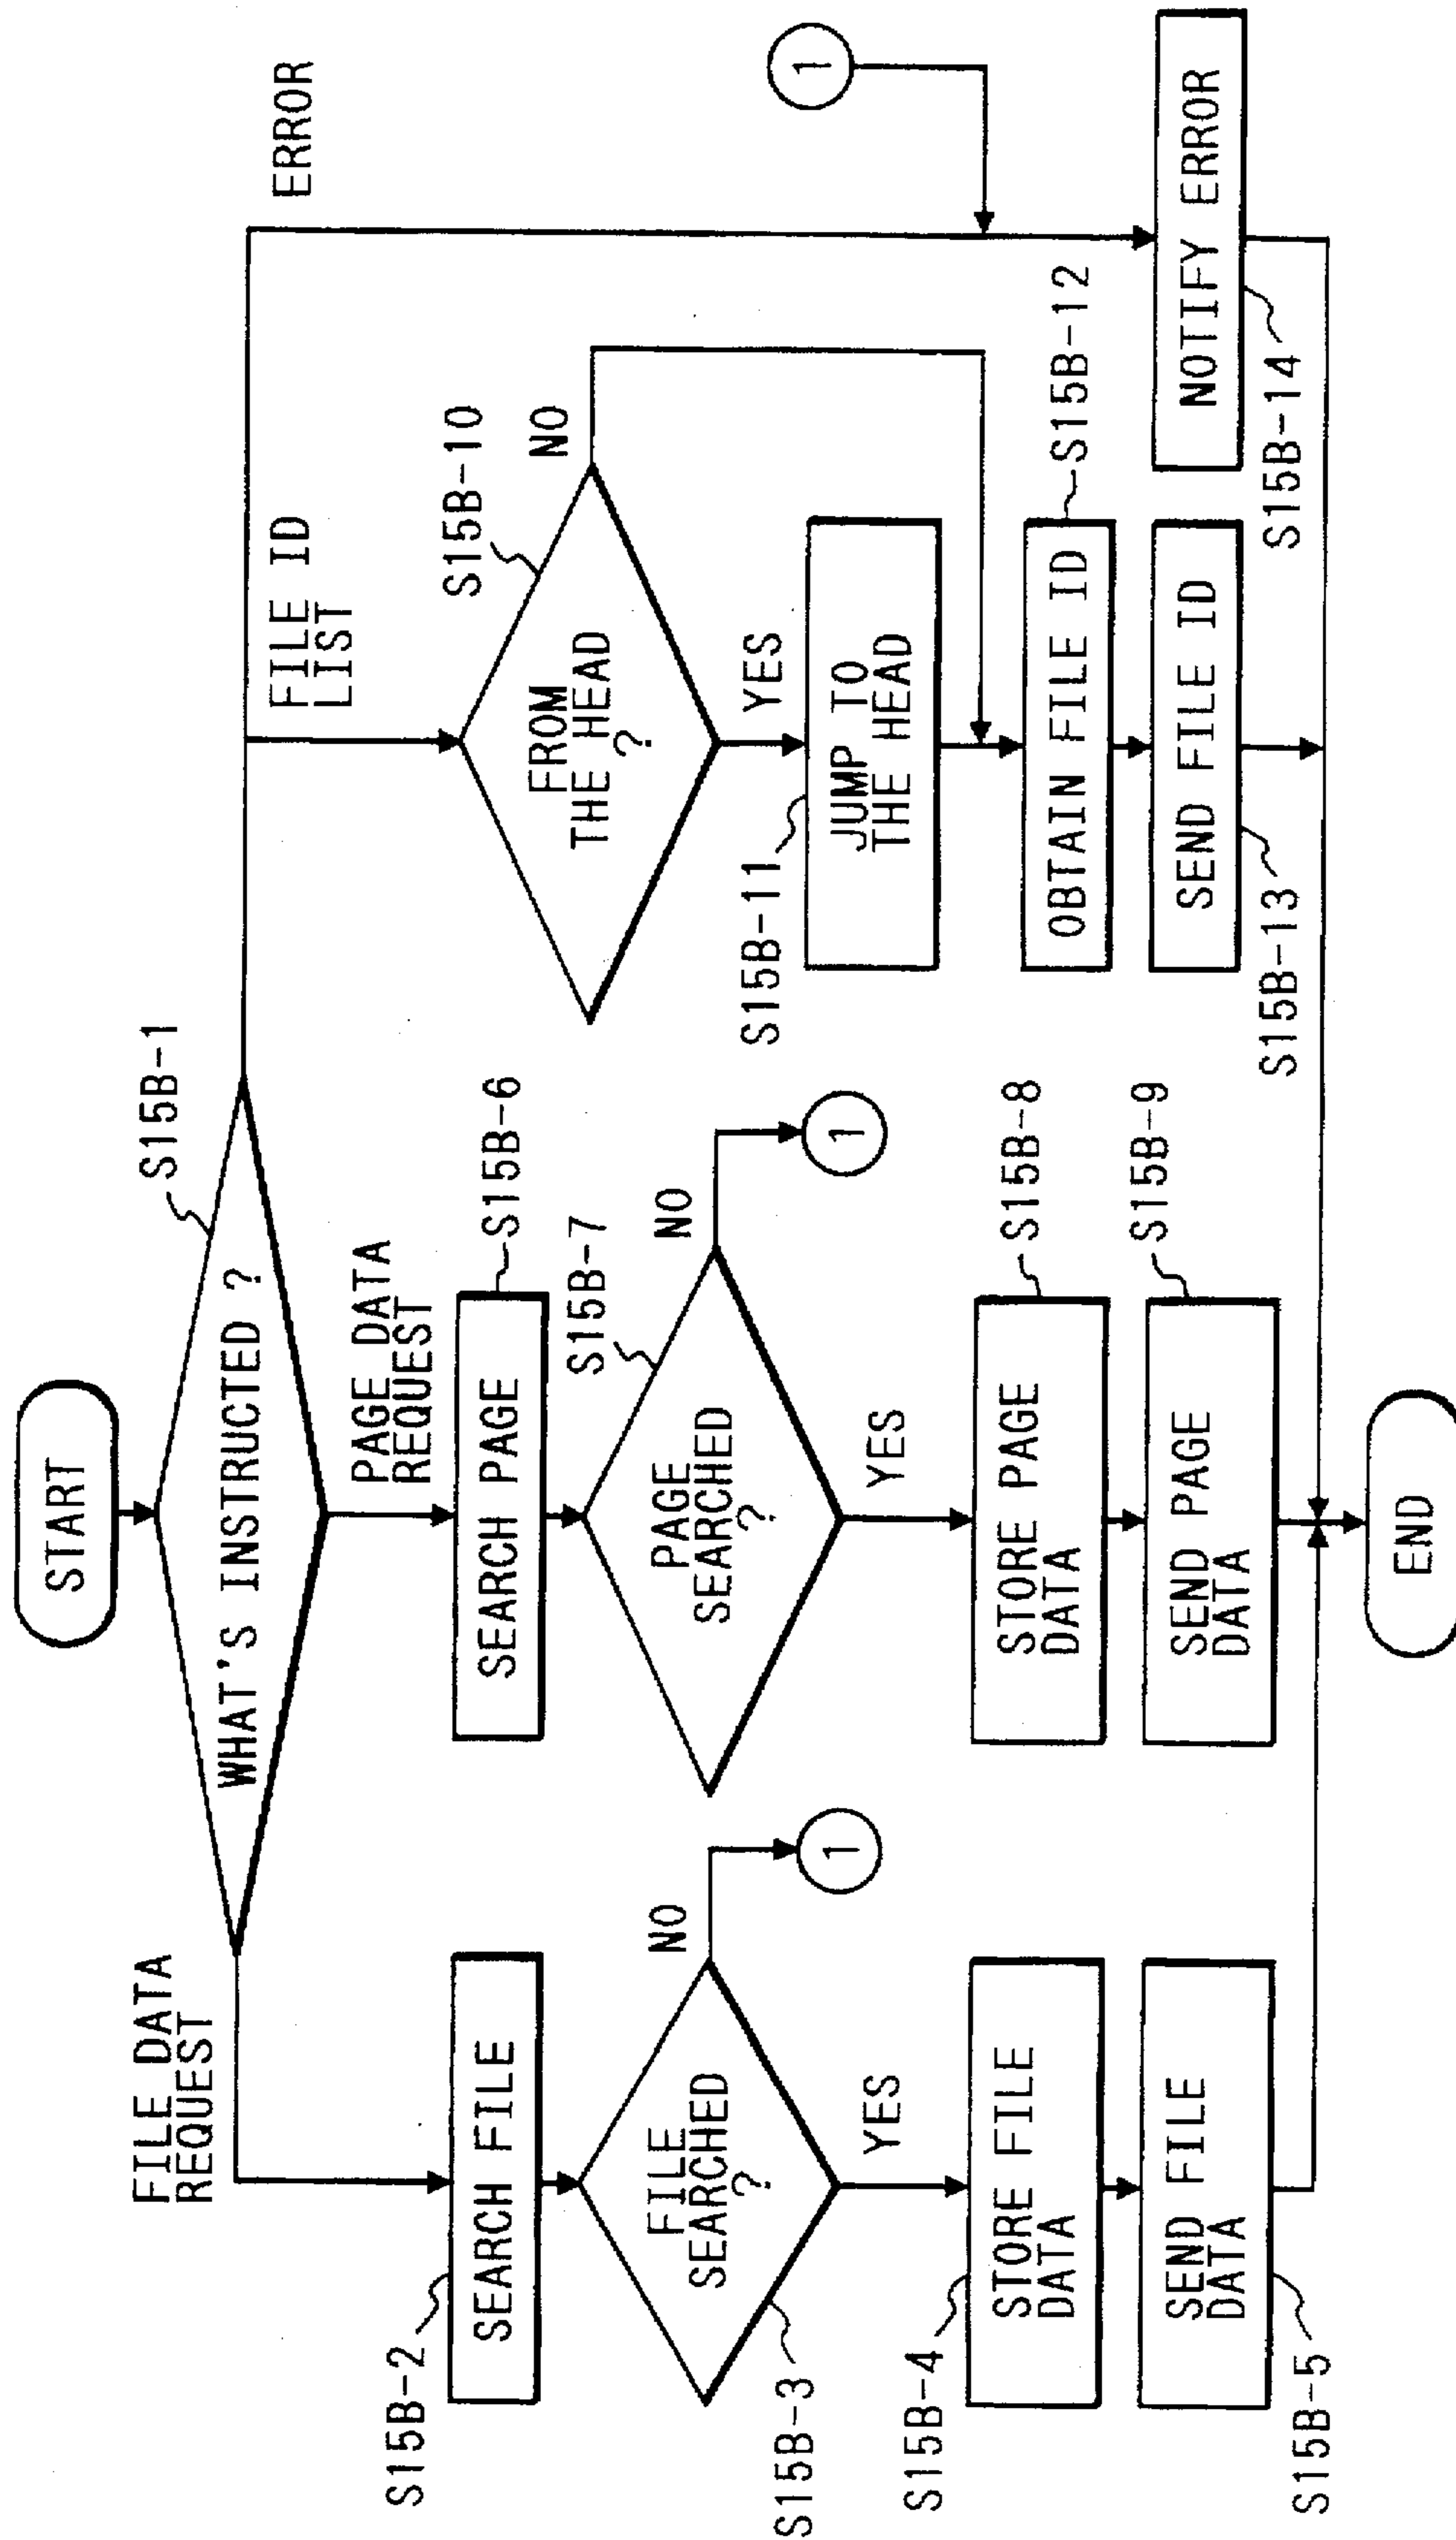 START
WHAT'S INSTRUCTED ?
S15B-1
FILE DATA
REQUEST
PAGE DATA
REQUEST
FILE ID
LIST
ERROR
S15B-2
SEARCH FILE
FILE
SEARCHED
?
S15B-3
NO
1
YES
S15B-4
STORE FILE
DATA
SEND FILE
DATA
S15B-5
SEARCH PAGE
S15B-6
S15B-7
PAGE
SEARCHED
?
NO
1
YES
STORE PAGE
DATA
S15B-8
SEND PAGE
DATA
S15B-9
S15B-10
FROM
THE HEAD
?
NO
YES
S15B-11
JUMP TO
THE HEAD
OBTAIN FILE ID
S15B-12
SEND FILE ID
S15B-13
1
NOTIFY ERROR
S15B-14
END